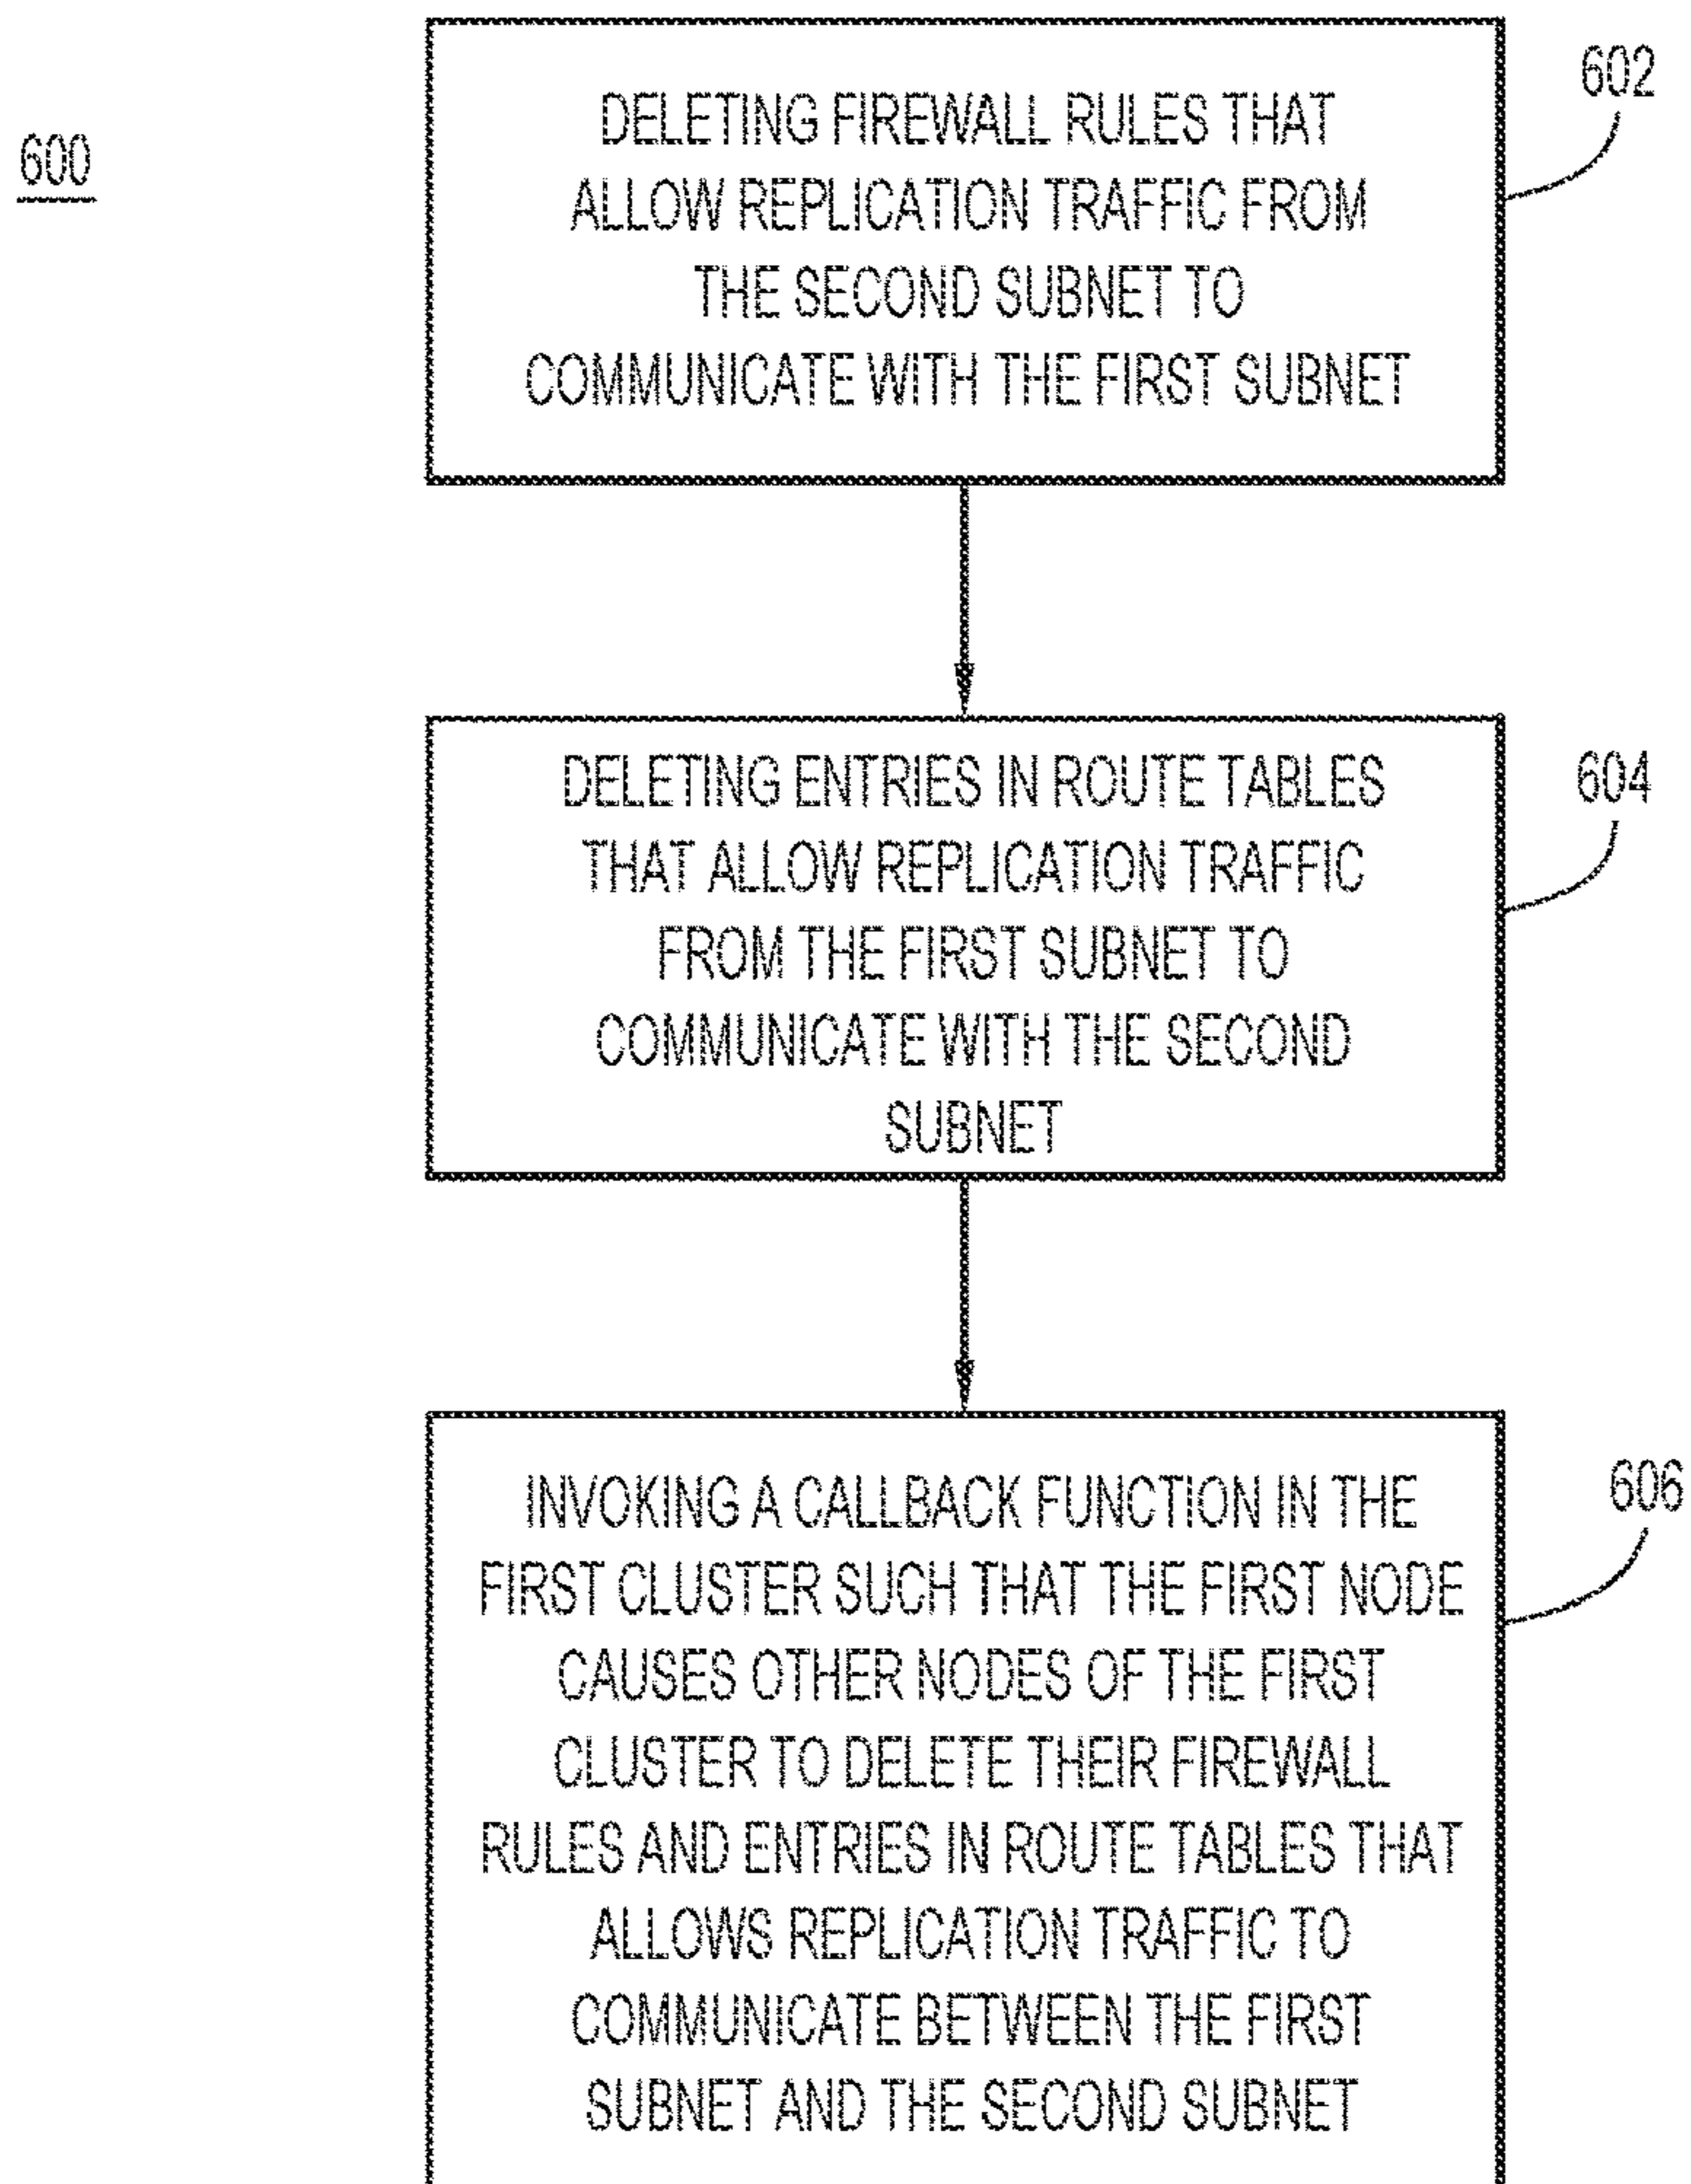 600
602
DELETING FIREWALL RULES THAT
ALLOW REPLICATION TRAFFIC FROM
THE SECOND SUBNET TO
COMMUNICATE WITH THE FIRST SUBNET
604
DELETING ENTRIES IN ROUTE TABLES
THAT ALLOW REPLICATION TRAFFIC
FROM THE FIRST SUBNET TO
COMMUNICATE WITH THE SECOND
SUBNET
606
INVOKING A CALLBACK FUNCTION IN THE
FIRST CLUSTER SUCH THAT THE FIRST NODE
CAUSES OTHER NODES OF THE FIRST
CLUSTER TO DELETE THEIR FIREWALL
RULES AND ENTRIES IN ROUTE TABLES THAT
ALLOWS REPLICATION TRAFFIC TO
COMMUNICATE BETWEEN THE FIRST
SUBNET AND THE SECOND SUBNET